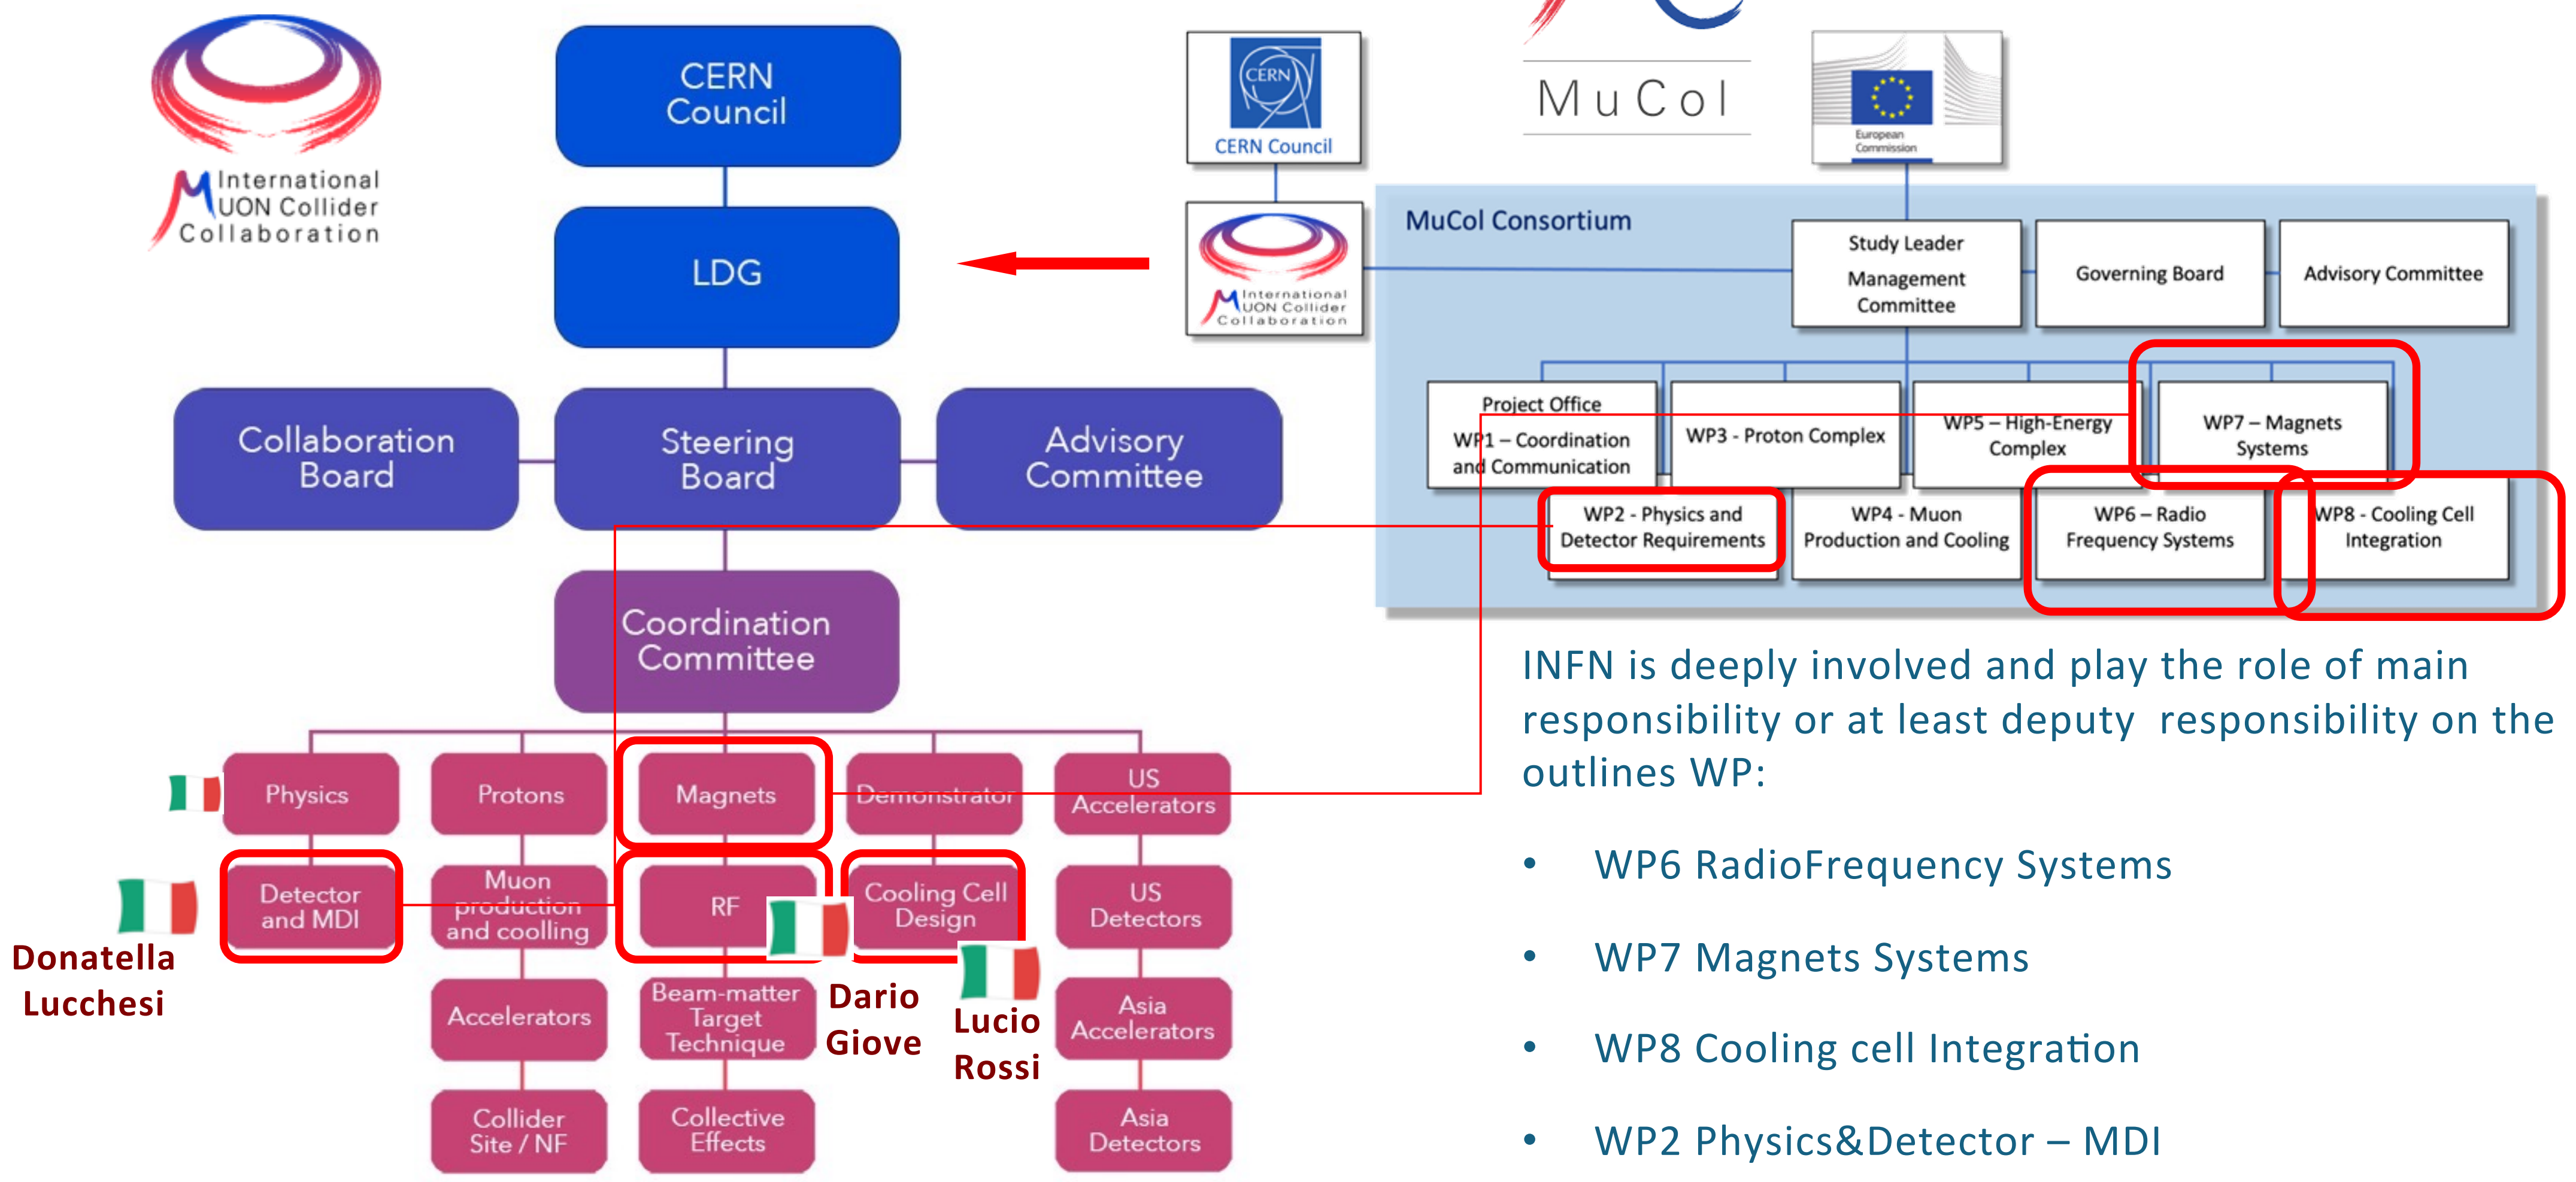 International
MUON Collider
Collaboration
CERN
Council
LDG
Collaboration
Board
Steering
Board
Advisory
Committee
Coordination
Committee
Physics
Protons
Magnets
Demonstrator
US
Accelerators
Detector
and MDI
Muon
production
and coolling
RF
Cooling Cell
Design
US
Detectors
Donatella
Lucchesi
Accelerators
Beam-matter
Target
Technique
Dario
Giove
Lucio
Rossi
Asia
Accelerators
Collider
Site / NF
Collective
Effects
Asia
Detectors
CERN
CERN Council
International
MUON Collider
Collaboration
MuCol
European
Commission
MuCol Consortium
Study Leader
Management
Committee
Governing Board
Advisory Committee
Project Office
WP1 – Coordination
and Communication
WP3 - Proton Complex
WP5 – High-Energy
Complex
WP7 – Magnets
Systems
WP2 - Physics and
Detector Requirements
WP4 - Muon
Production and Cooling
WP6 – Radio
Frequency Systems
WP8 - Cooling Cell
Integration
INFN is deeply involved and play the role of main
responsibility or at least deputy  responsibility on the
outlines WP:
• WP6 RadioFrequency Systems
• WP7 Magnets Systems
• WP8 Cooling cell Integration
• WP2 Physics&Detector – MDI